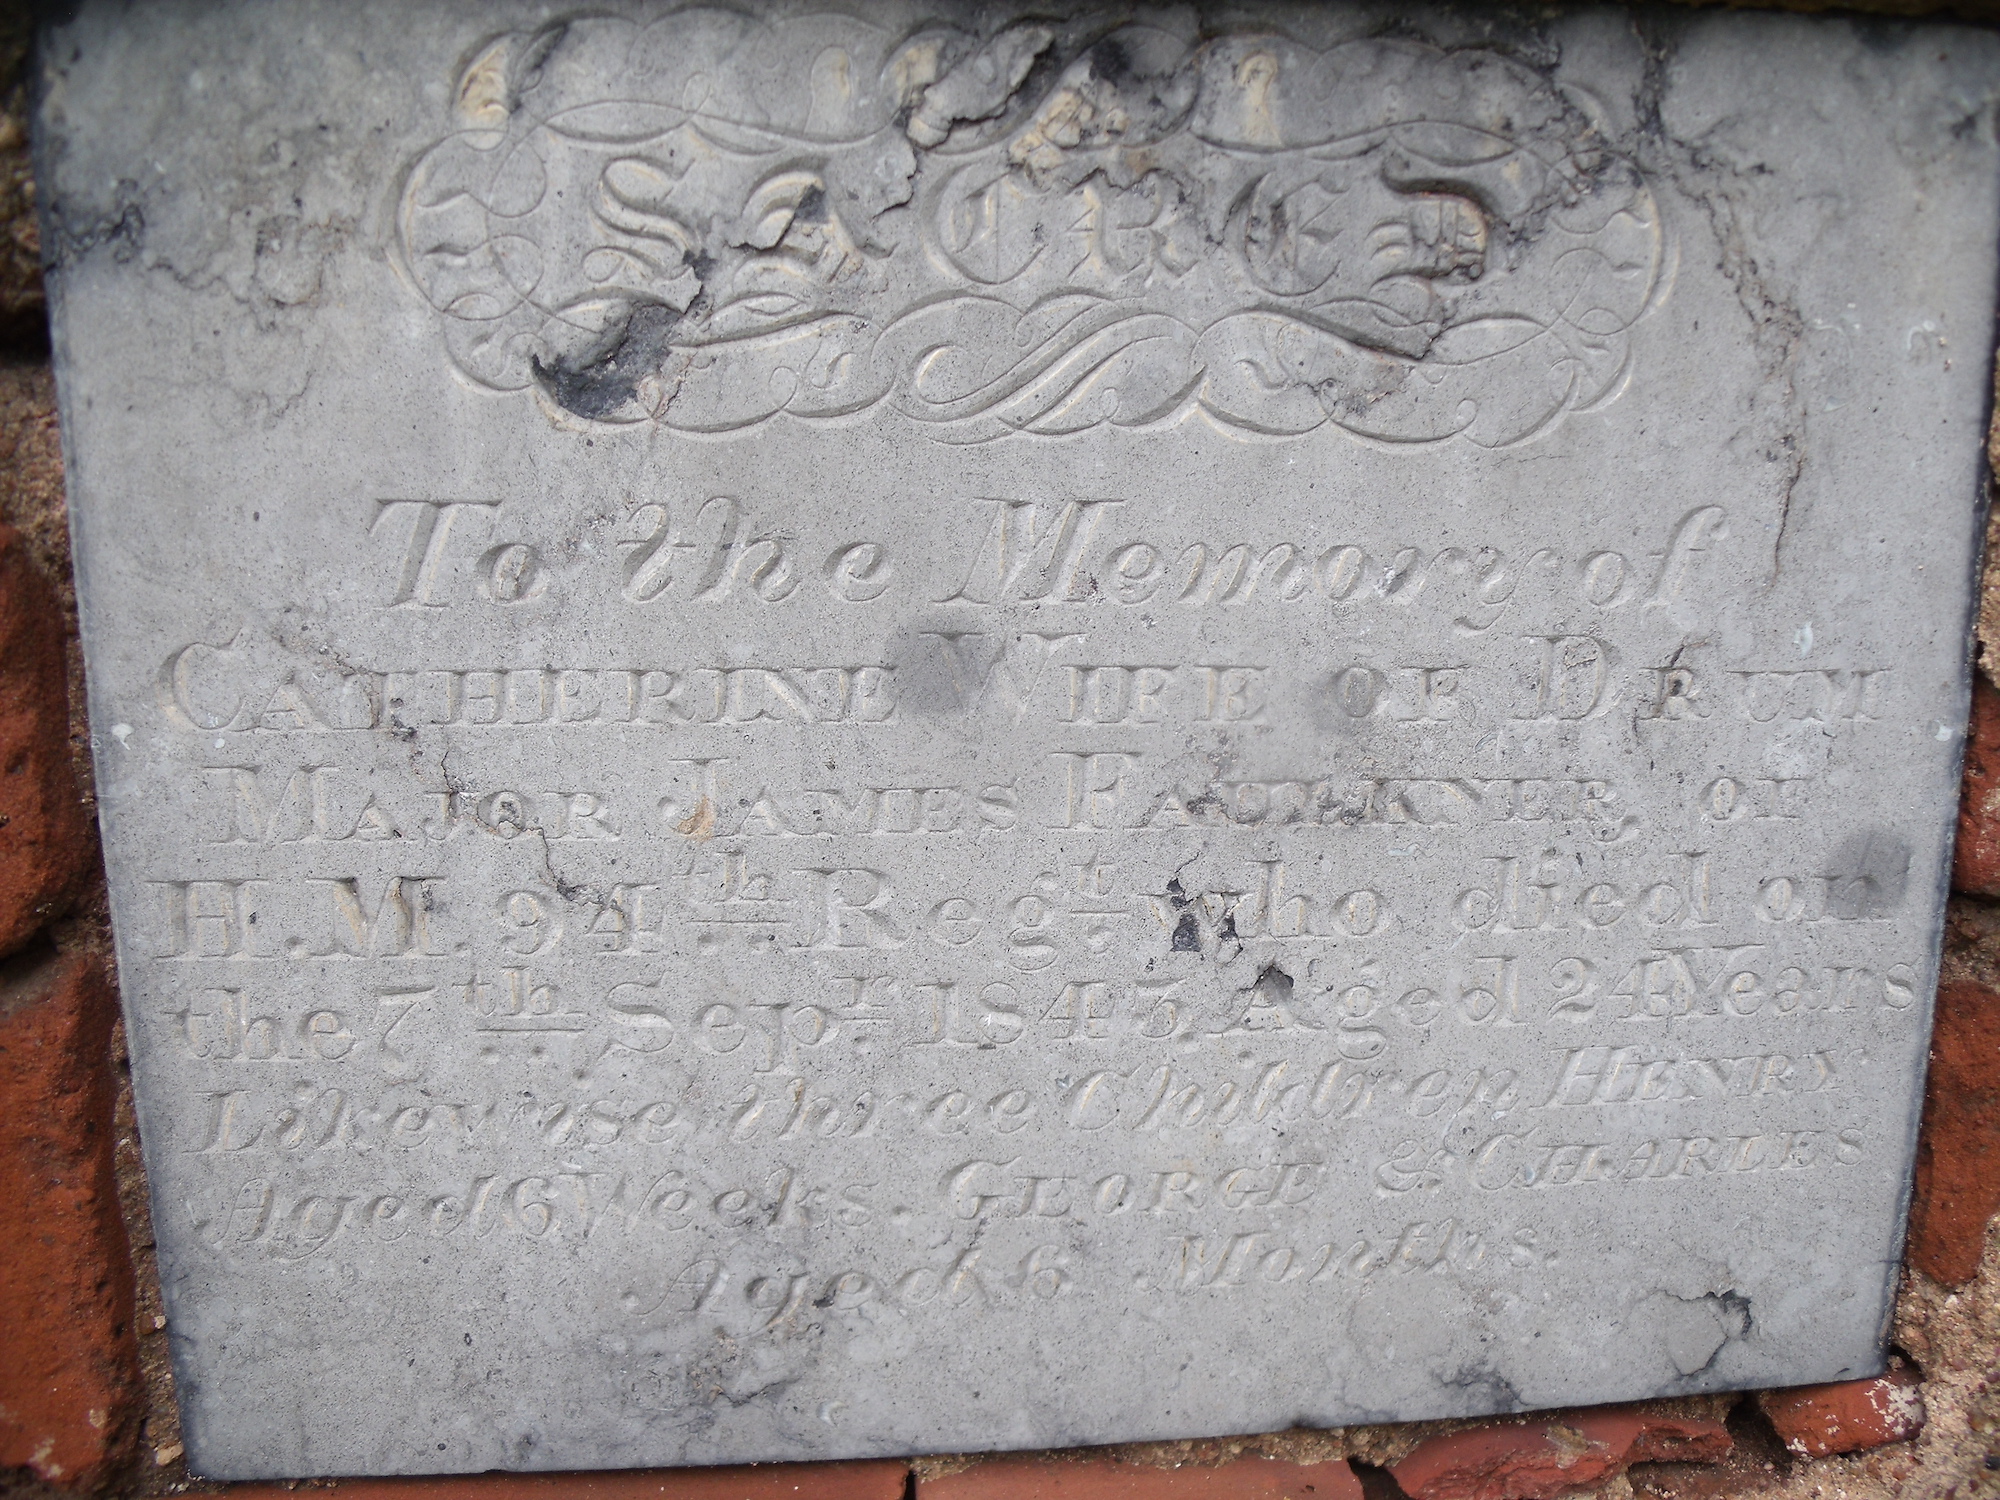 SACRED
To the Memory of
CATHERINE WIFE OF DRUM
MAJOR JAMES FAULKNER OF
H.M. 94th Regt. who died on
the 7th Sepr. 1843. Aged 24 Years
Likewise three Children HENRY
Aged 6 Weeks. GEORGE & CHARLES
Aged 6 Months.